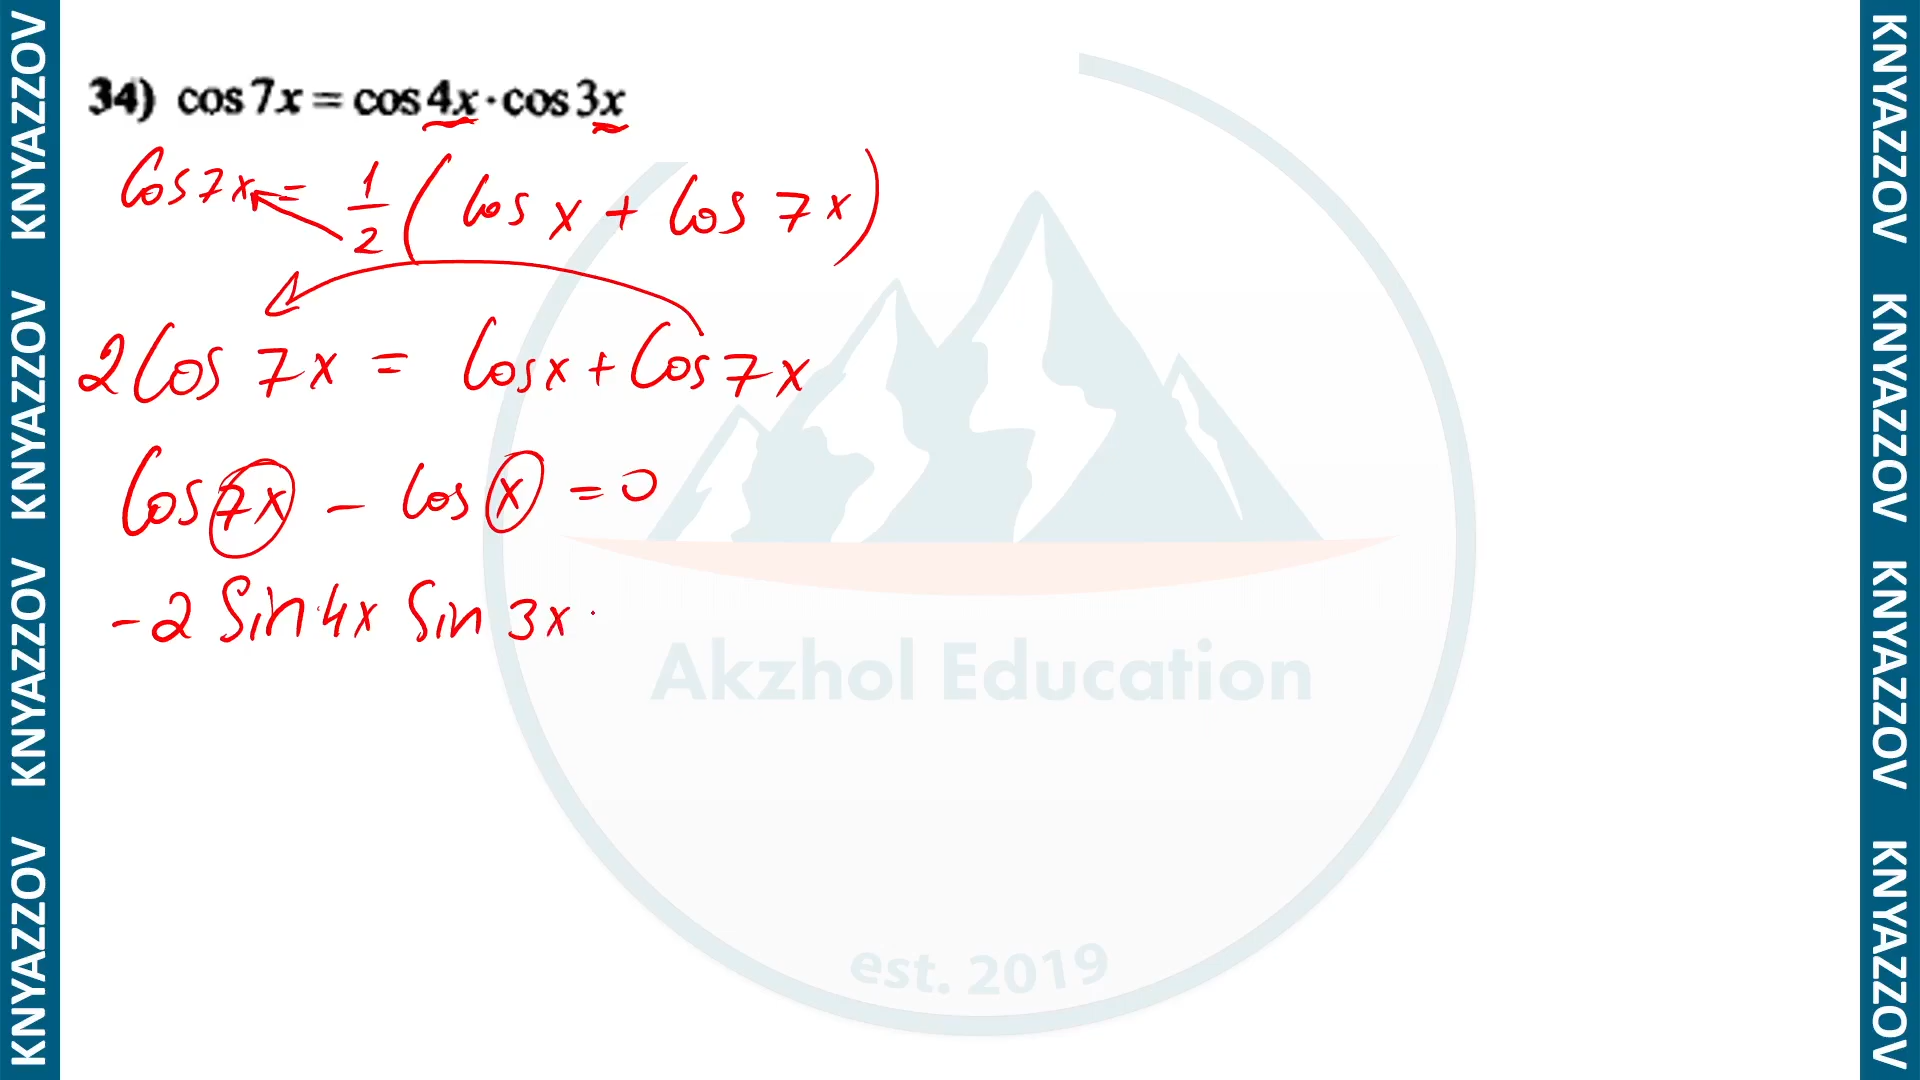 KNYAZZOV KNYAZZOV KNYAZZOV KNYAZZOV
34) cos 7x = cos 4x · cos 3x
Cos 7x = 1/2 (Cos x + Cos 7x)
2 Cos 7x = Cos x + Cos 7x
Cos 7x - Cos x = 0
-2 Sin 4x Sin 3x
Akzhol Education
est. 2019
KNYAZZOV KNYAZZOV KNYAZZOV KNYAZZOV